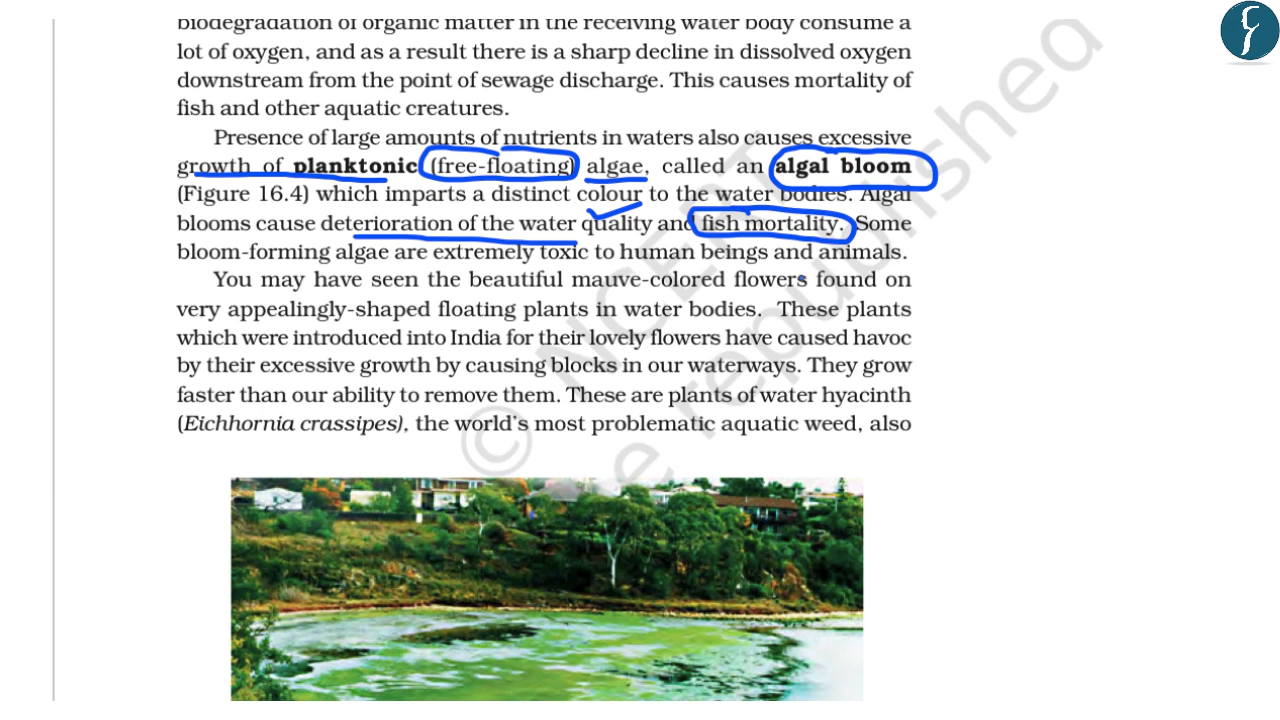 biodegradation of organic matter in the receiving water body consume a
lot of oxygen, and as a result there is a sharp decline in dissolved oxygen
downstream from the point of sewage discharge. This causes mortality of
fish and other aquatic creatures.
Presence of large amounts of nutrients in waters also causes excessive
growth of planktonic (free-floating) algae, called an algal bloom
(Figure 16.4) which imparts a distinct colour to the water bodies. Algal
blooms cause deterioration of the water quality and fish mortality. Some
bloom-forming algae are extremely toxic to human beings and animals.
You may have seen the beautiful mauve-colored flowers found on
very appealingly-shaped floating plants in water bodies. These plants
which were introduced into India for their lovely flowers have caused havoc
by their excessive growth by causing blocks in our waterways. They grow
faster than our ability to remove them. These are plants of water hyacinth
(Eichhornia crassipes), the world's most problematic aquatic weed, also
© NCERT
republished